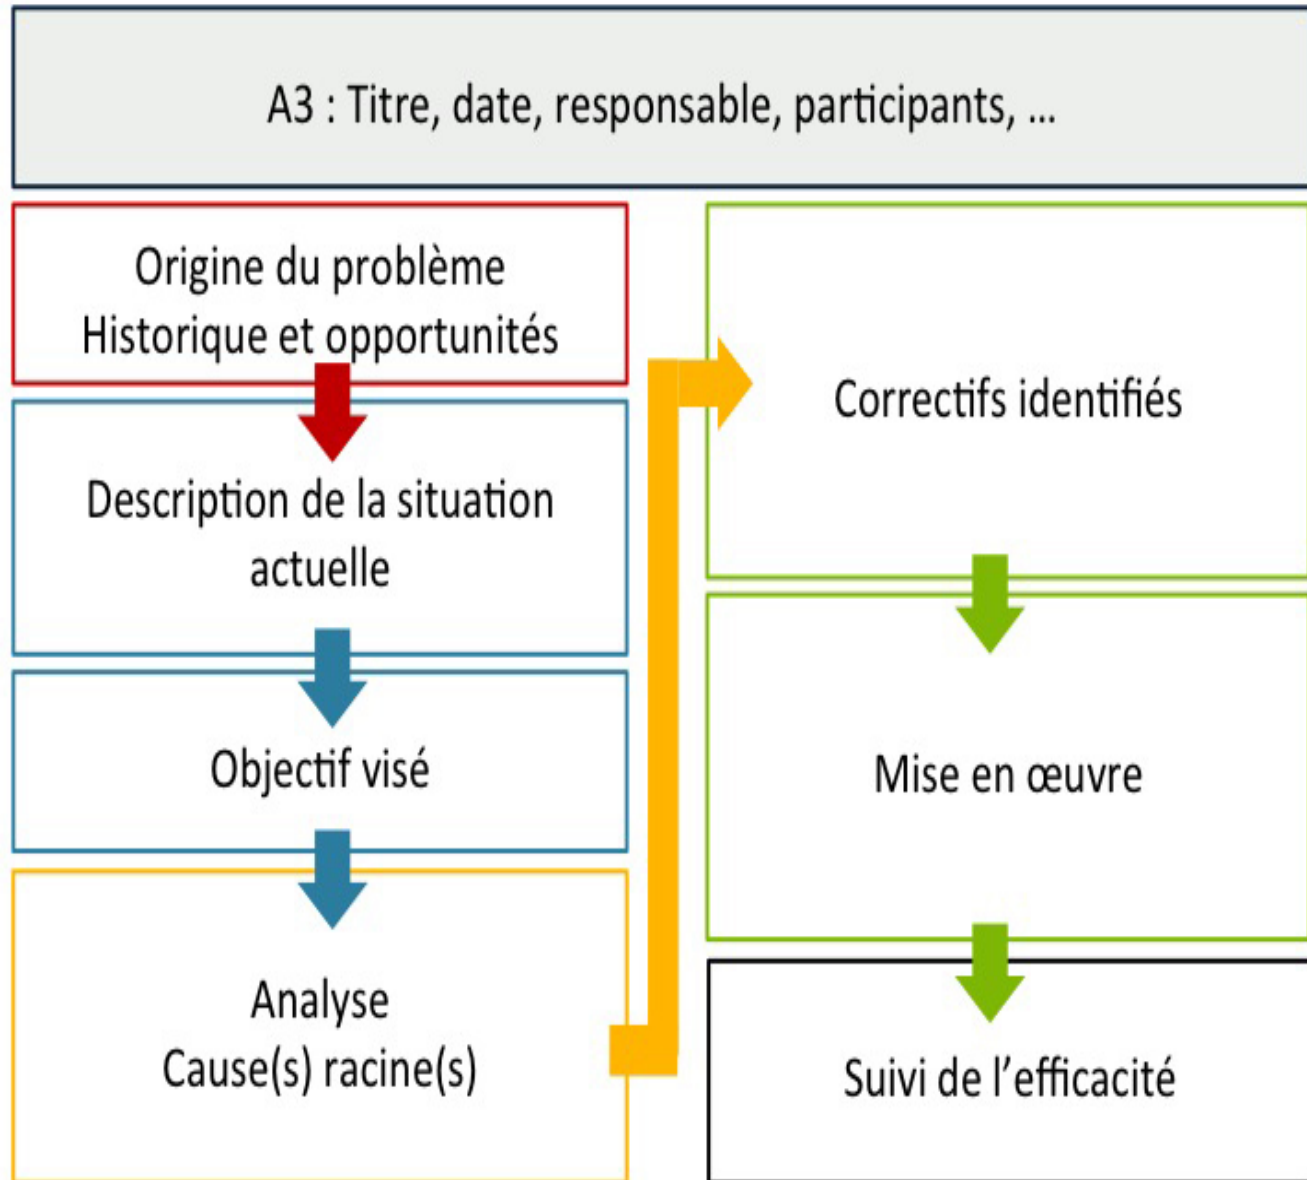 A3 : Titre, date, responsable, participants, ...
Origine du problème
Historique et opportunités
Description de la situation
actuelle
Objectif visé
Analyse
Cause(s) racine(s)
Correctifs identifiés
Mise en œuvre
Suivi de l’efficacité